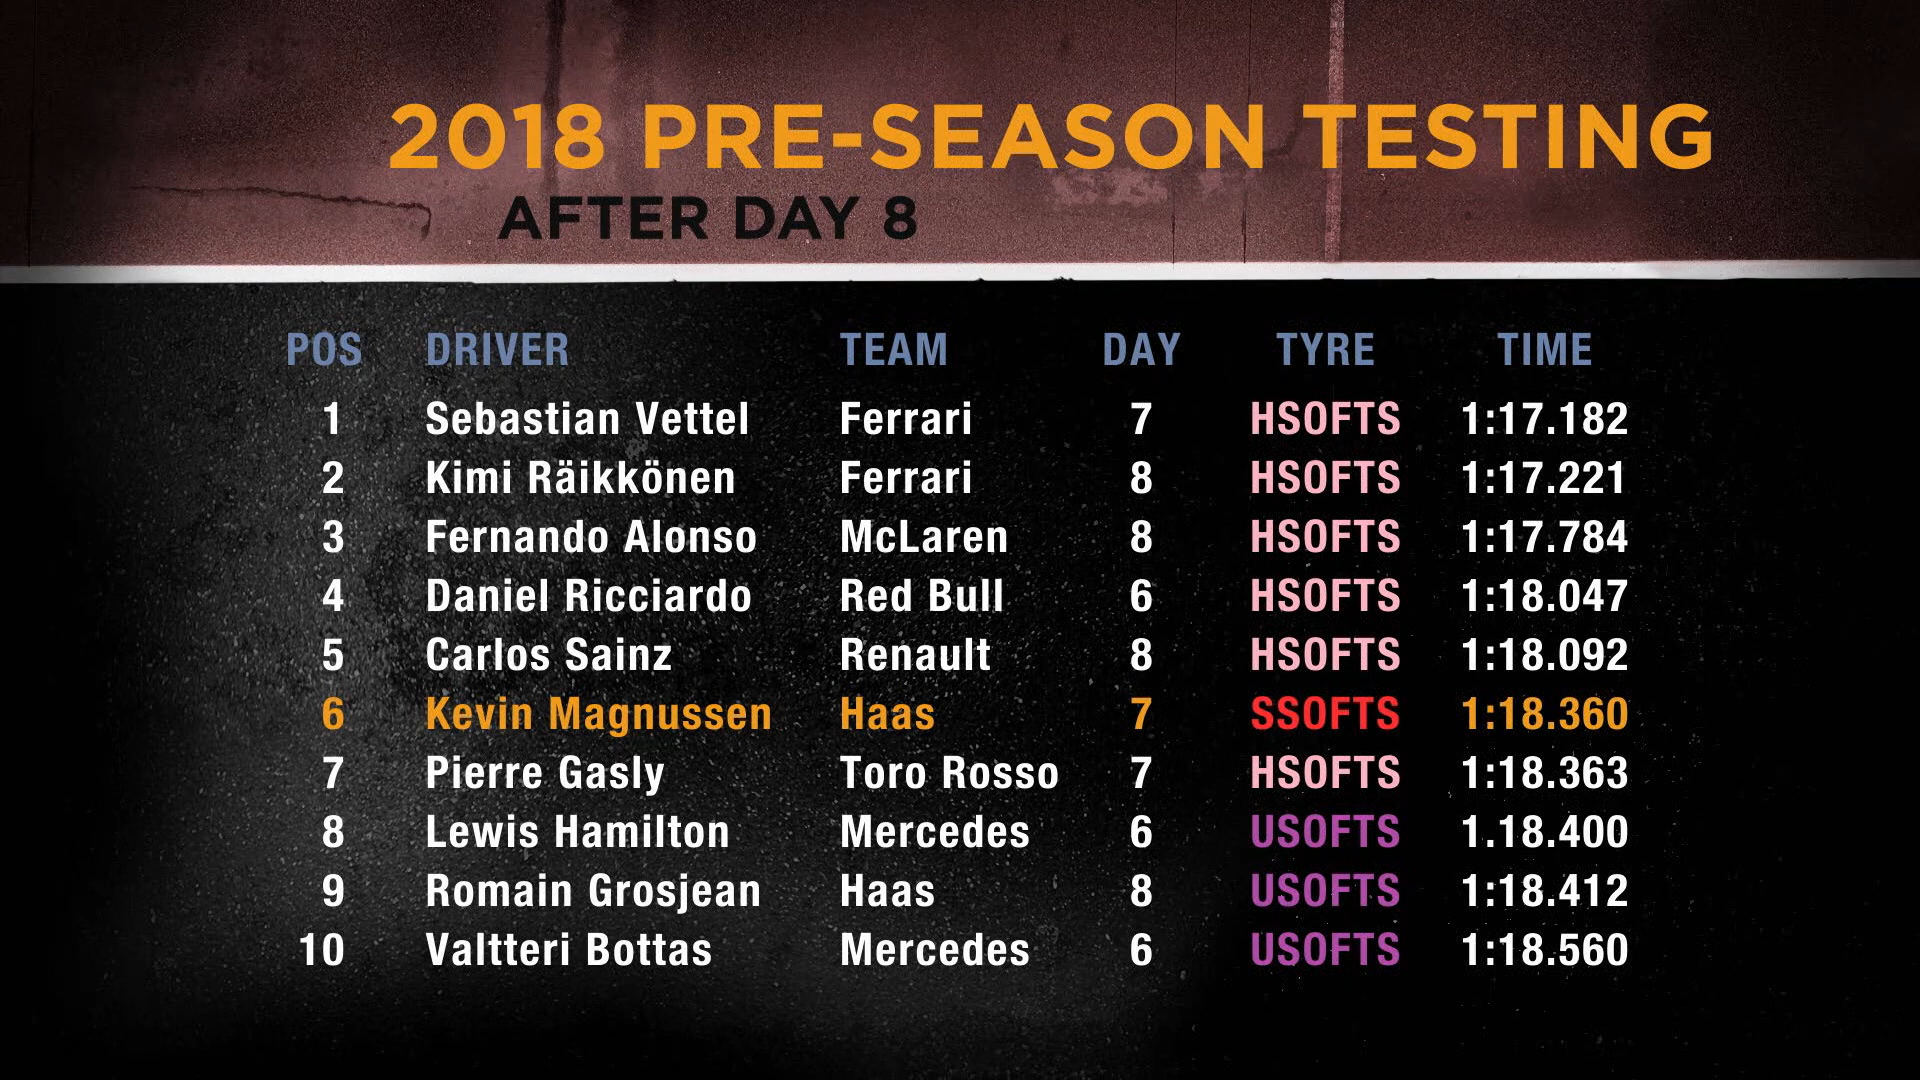 2018 PRE-SEASON TESTING
AFTER DAY 8
POS DRIVER TEAM DAY TYRE TIME
1 Sebastian Vettel Ferrari 7 HSOFTS 1:17.182
2 Kimi Räikkönen Ferrari 8 HSOFTS 1:17.221
3 Fernando Alonso McLaren 8 HSOFTS 1:17.784
4 Daniel Ricciardo Red Bull 6 HSOFTS 1:18.047
5 Carlos Sainz Renault 8 HSOFTS 1:18.092
6 Kevin Magnussen Haas 7 SSOFTS 1:18.360
7 Pierre Gasly Toro Rosso 7 HSOFTS 1:18.363
8 Lewis Hamilton Mercedes 6 USOFTS 1.18.400
9 Romain Grosjean Haas 8 USOFTS 1:18.412
10 Valtteri Bottas Mercedes 6 USOFTS 1:18.560